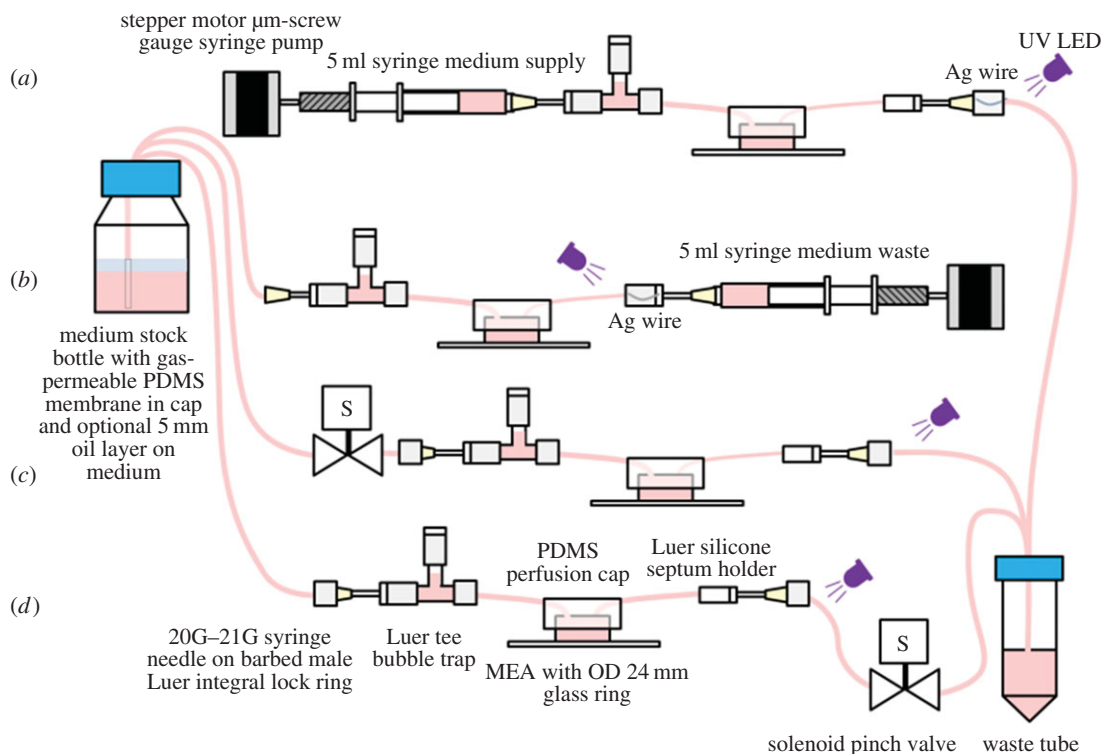 stepper motor µm-screw
gauge syringe pump
5 ml syringe medium supply
UV LED
Ag wire
(a)
(b)
5 ml syringe medium waste
Ag wire
medium stock
bottle with gas-
permeable PDMS
membrane in cap
and optional 5 mm
oil layer on
medium
S
(c)
PDMS
perfusion cap
Luer silicone
septum holder
(d)
20G–21G syringe
needle on barbed male
Luer integral lock ring
Luer tee
bubble trap
MEA with OD 24 mm
glass ring
S
solenoid pinch valve
waste tube